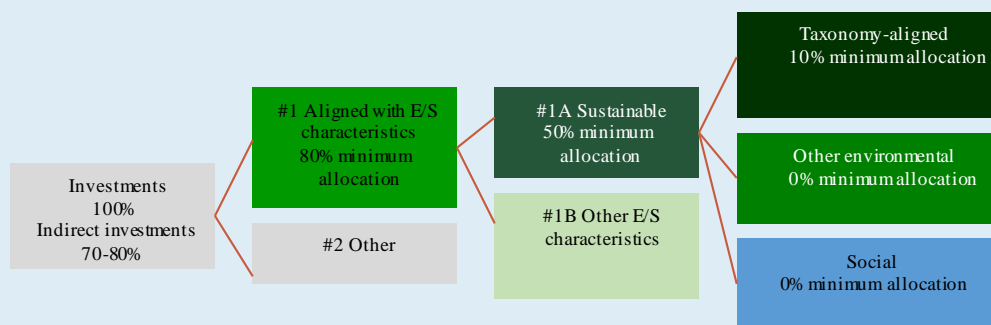 Investments
100%
Indirect investments
70-80%
#1 Aligned with E/S
characteristics
80% minimum
allocation
#2 Other
#1A Sustainable
50% minimum
allocation
#1B Other E/S
characteristics
Taxonomy-aligned
10% minimum allocation
Other environmental
0% minimum allocation
Social
0% minimum allocation